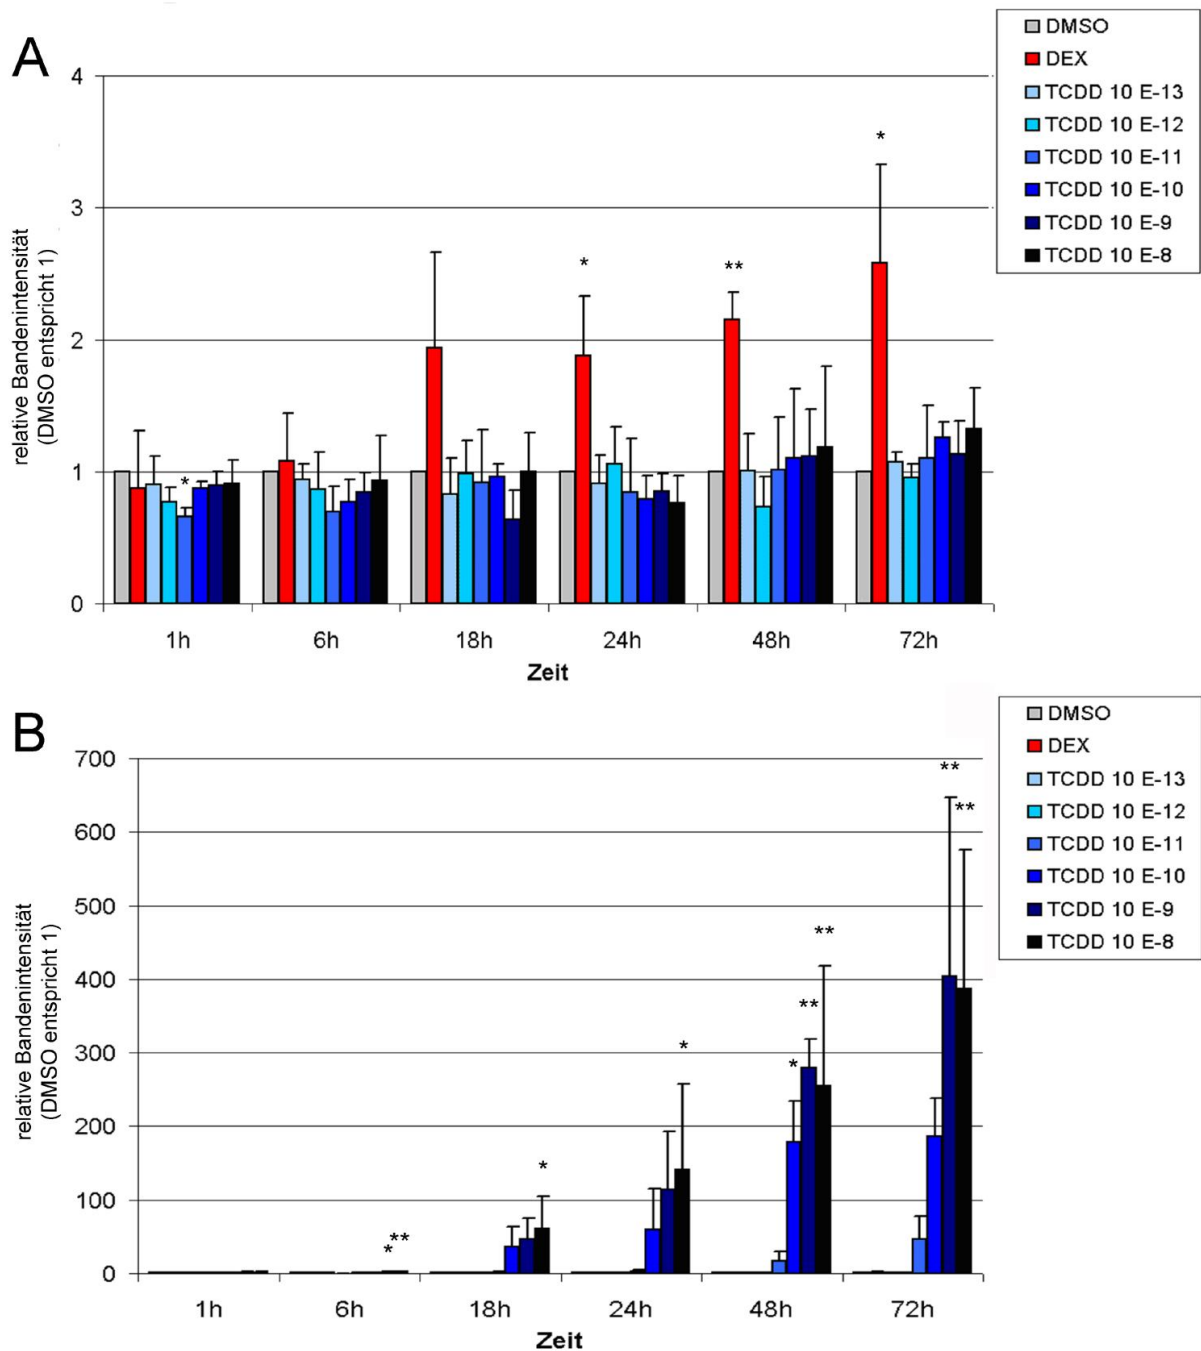 A
DMSO
DEX
TCDD 10 E-13
TCDD 10 E-12
TCDD 10 E-11
TCDD 10 E-10
TCDD 10 E-9
TCDD 10 E-8
relative Bandenintensität
(DMSO entspricht 1)
4
3
2
1
0
*
*
**
*
1h 6h 18h 24h 48h 72h
Zeit
B
DMSO
DEX
TCDD 10 E-13
TCDD 10 E-12
TCDD 10 E-11
TCDD 10 E-10
TCDD 10 E-9
TCDD 10 E-8
relative Bandenintensität
(DMSO entspricht 1)
700
600
500
400
300
200
100
0
*
**
*
*
*
**
**
**
**
1h 6h 18h 24h 48h 72h
Zeit